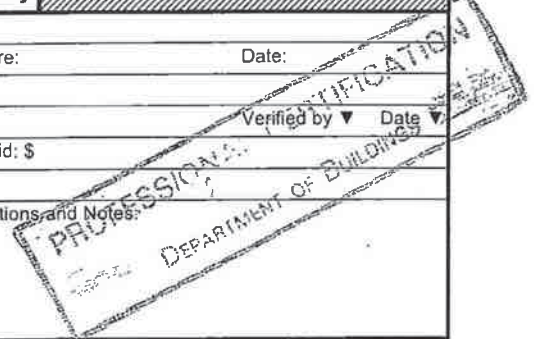 re:
Date:
Verified by ▼
Date ▼
id: $
tions and Notes:
PROFESSIONAL CERTIFICATION
DEPARTMENT OF BUILDINGS